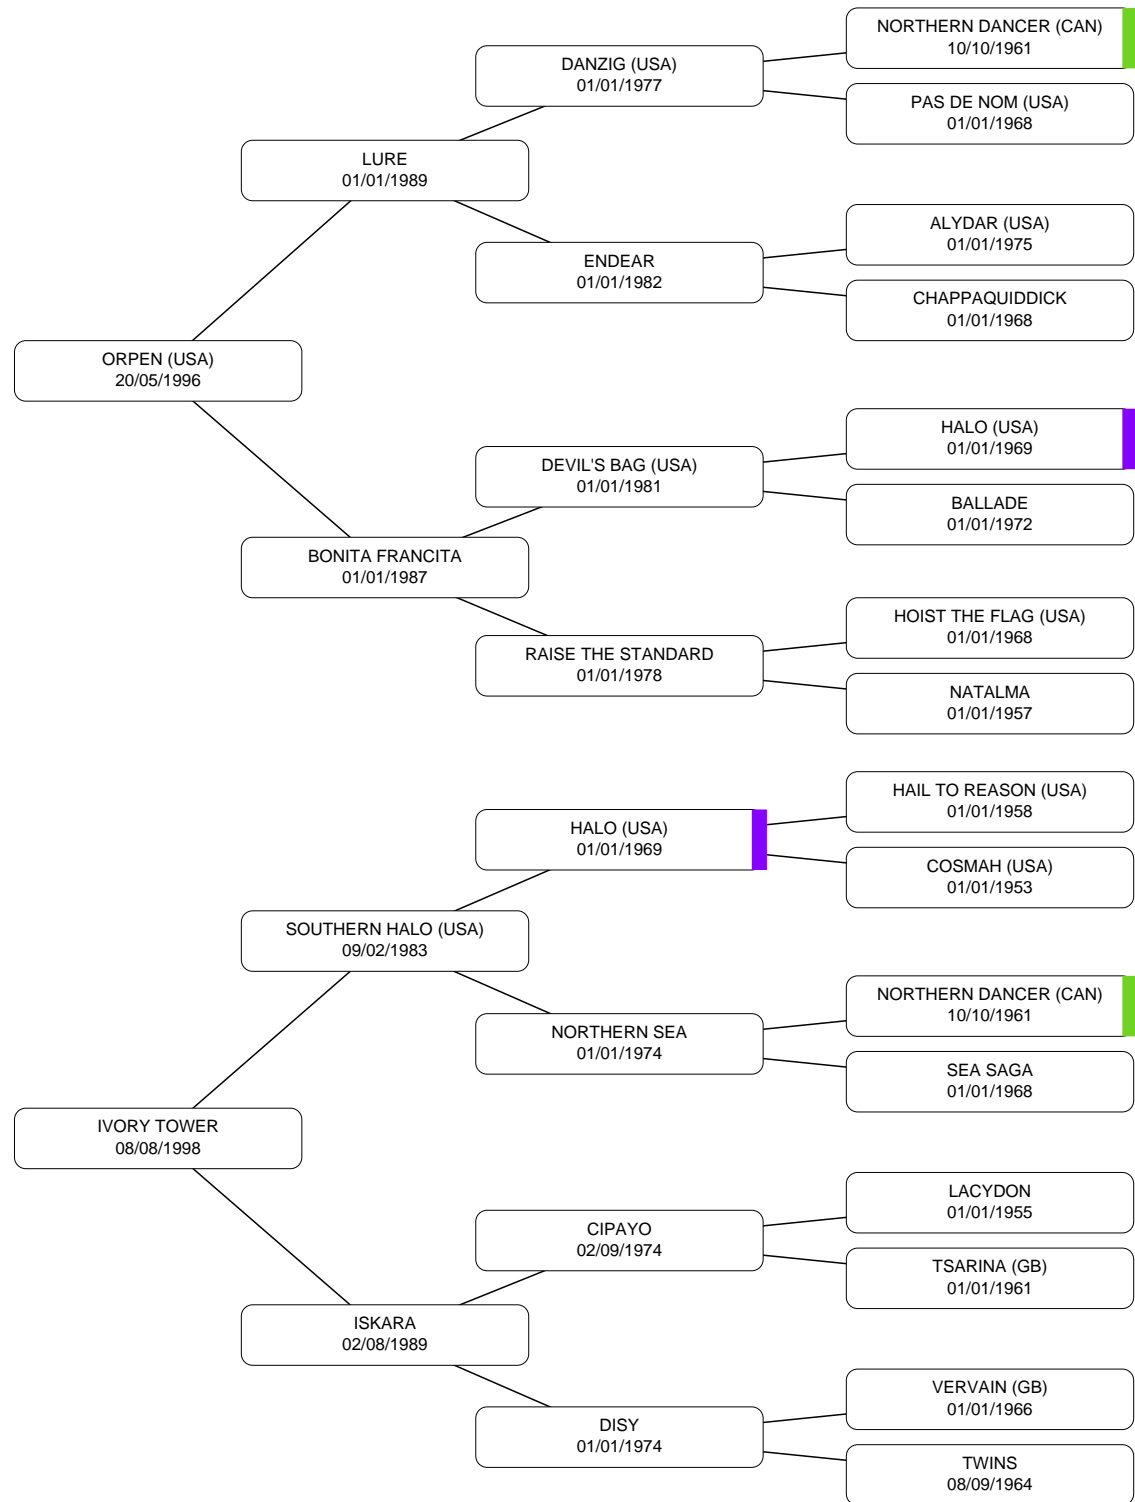 NORTHERN DANCER (CAN)
10/10/1961
DANZIG (USA)
01/01/1977
PAS DE NOM (USA)
01/01/1968
LURE
01/01/1989
ALYDAR (USA)
01/01/1975
ENDEAR
01/01/1982
CHAPPAQUIDDICK
01/01/1968
ORPEN (USA)
20/05/1996
HALO (USA)
01/01/1969
DEVIL'S BAG (USA)
01/01/1981
BALLADE
01/01/1972
BONITA FRANCITA
01/01/1987
HOIST THE FLAG (USA)
01/01/1968
RAISE THE STANDARD
01/01/1978
NATALMA
01/01/1957
HAIL TO REASON (USA)
01/01/1958
HALO (USA)
01/01/1969
COSMAH (USA)
01/01/1953
SOUTHERN HALO (USA)
09/02/1983
NORTHERN DANCER (CAN)
10/10/1961
NORTHERN SEA
01/01/1974
SEA SAGA
01/01/1968
IVORY TOWER
08/08/1998
LACYDON
01/01/1955
CIPAYO
02/09/1974
TSARINA (GB)
01/01/1961
ISKARA
02/08/1989
VERVAIN (GB)
01/01/1966
DISY
01/01/1974
TWINS
08/09/1964